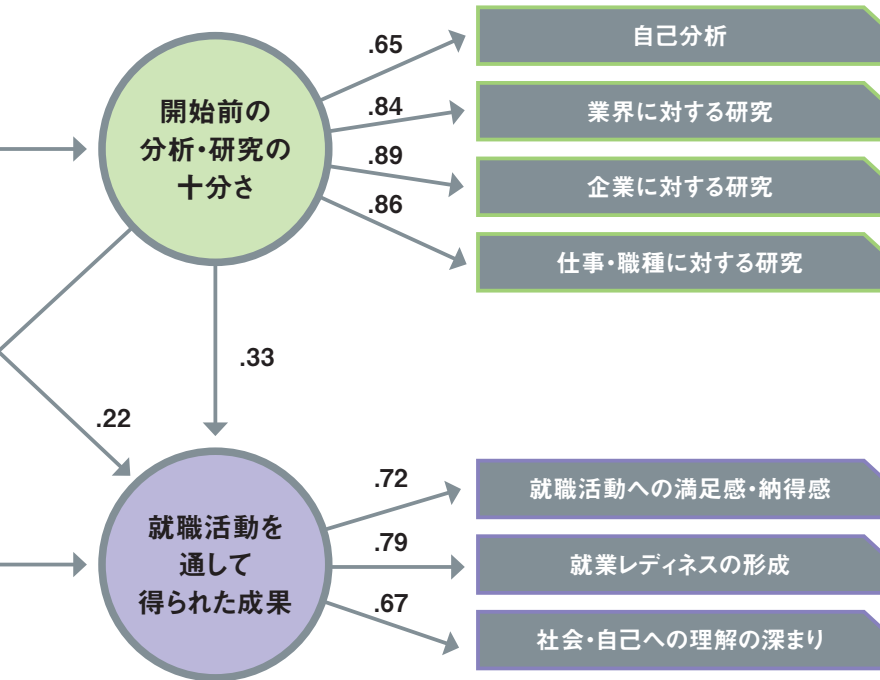 開始前の
分析・研究の
十分さ
.65
.84
.89
.86
自己分析
業界に対する研究
企業に対する研究
仕事・職種に対する研究
.33
.22
就職活動を
通して
得られた成果
.72
.79
.67
就職活動への満足感・納得感
就業レディネスの形成
社会・自己への理解の深まり